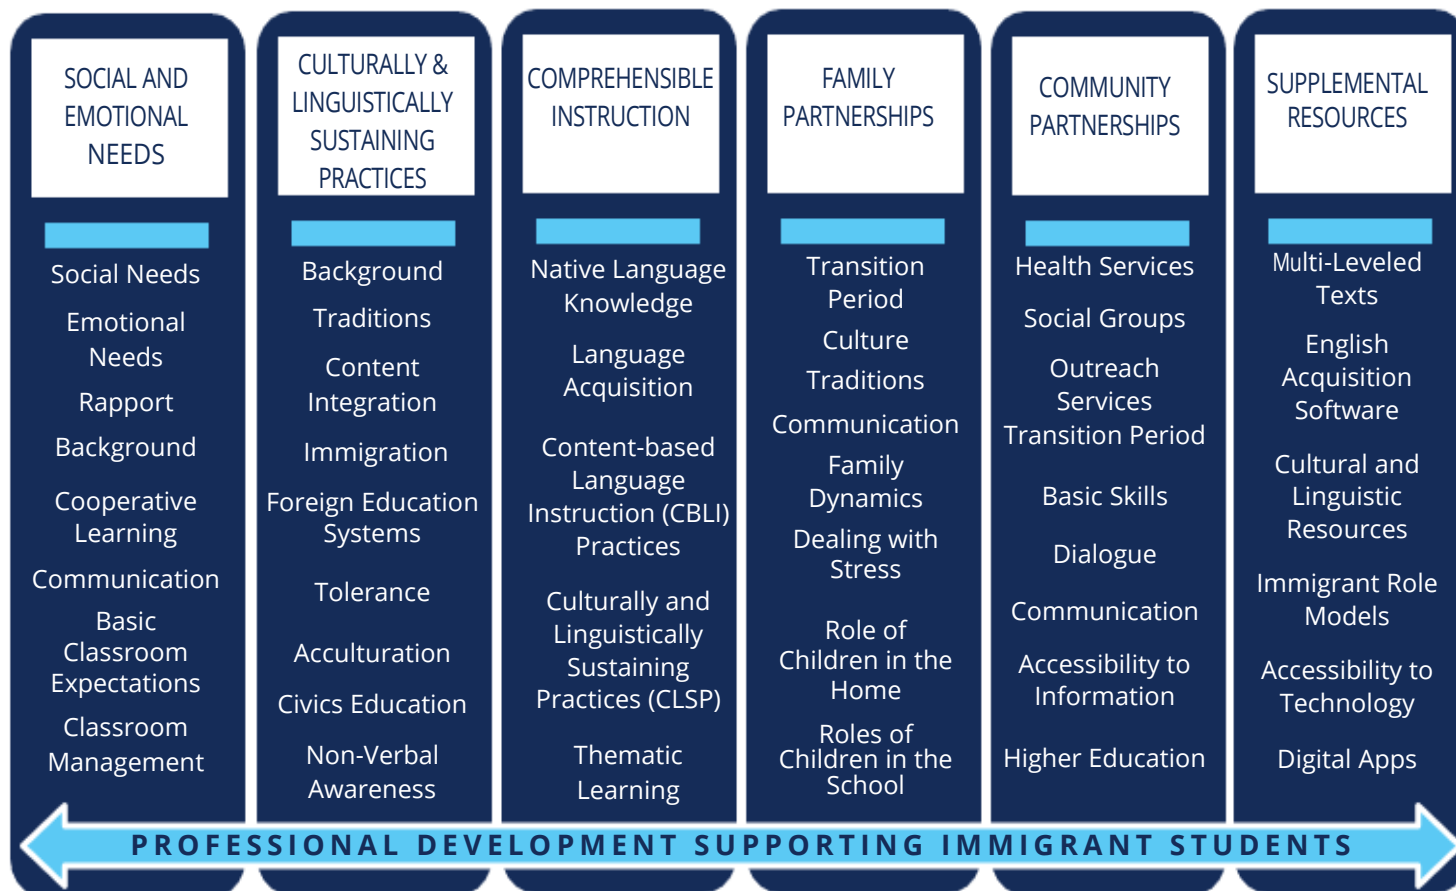 SOCIAL AND
EMOTIONAL
NEEDS
Social Needs
Emotional
Needs
Rapport
Background
Cooperative
Learning
Communication
Basic
Classroom
Expectations
Classroom
Management
CULTURALLY &
LINGUISTICALLY
SUSTAINING
PRACTICES
Background
Traditions
Content
Integration
Immigration
Foreign Education
Systems
Tolerance
Acculturation
Civics Education
Non-Verbal
Awareness
COMPREHENSIBLE
INSTRUCTION
Native Language
Knowledge
Language
Acquisition
Content-based
Language
Instruction (CBLI)
Practices
Culturally and
Linguistically
Sustaining
Practices (CLSP)
Thematic
Learning
FAMILY
PARTNERSHIPS
Transition
Period
Culture
Traditions
Communication
Family
Dynamics
Dealing with
Stress
Role of
Children in the
Home
Roles of
Children in the
School
COMMUNITY
PARTNERSHIPS
Health Services
Social Groups
Outreach
Services
Transition Period
Basic Skills
Dialogue
Communication
Accessibility to
Information
Higher Education
SUPPLEMENTAL
RESOURCES
Multi-Leveled
Texts
English
Acquisition
Software
Cultural and
Linguistic
Resources
Immigrant Role
Models
Accessibility to
Technology
Digital Apps
PROFESSIONAL DEVELOPMENT SUPPORTING IMMIGRANT STUDENTS